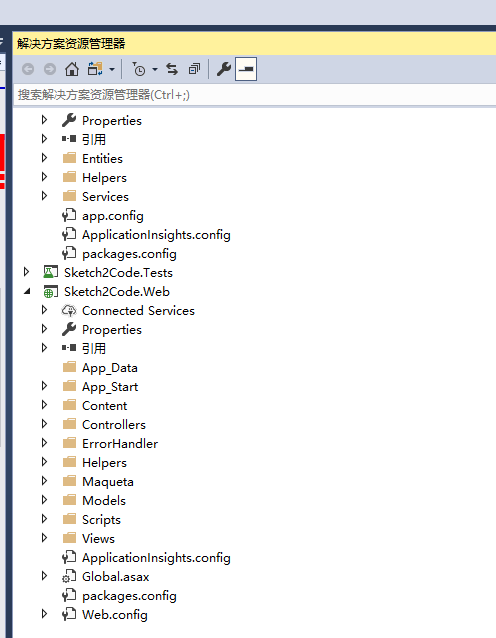 解决方案资源管理器
搜索解决方案资源管理器(Ctrl+;)
Properties
引用
Entities
Helpers
Services
app.config
ApplicationInsights.config
packages.config
Sketch2Code.Tests
Sketch2Code.Web
Connected Services
Properties
引用
App_Data
App_Start
Content
Controllers
ErrorHandler
Helpers
Maqueta
Models
Scripts
Views
ApplicationInsights.config
Global.asax
packages.config
Web.config